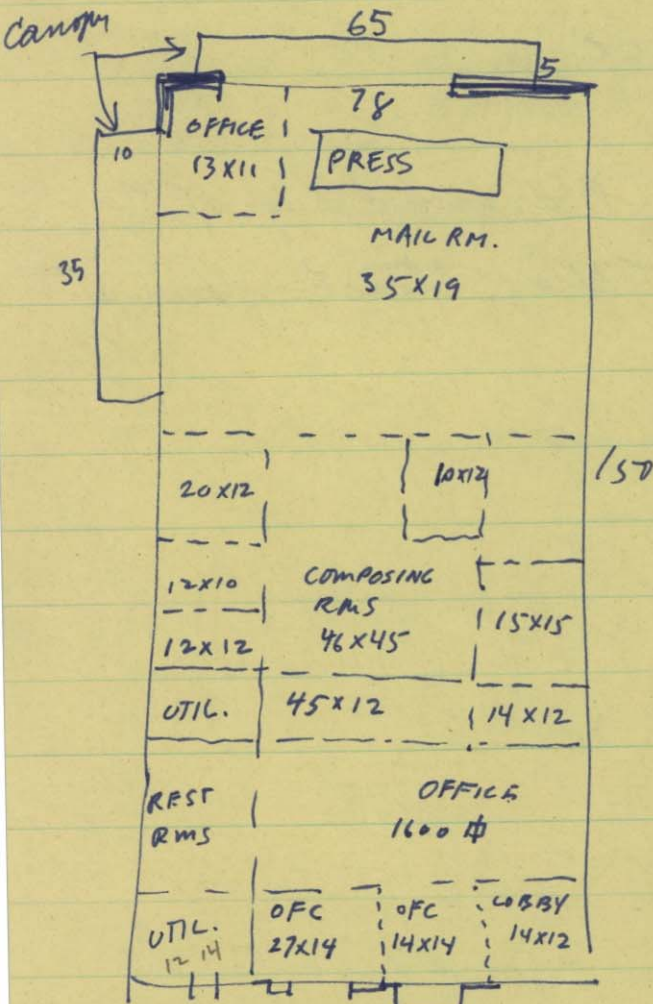 Canopy
65
5
78
OFFICE
13X11
10
PRESS
MAIL RM.
35X19
35
150
20X12
10X12
12X10
COMPOSING
RMS
46X45
12X12
15X15
UTIL.
45X12
14X12
REST
RMS
OFFICE
1600 ⌗
UTIL.
12 14
OFC
27X14
OFC
14X14
LOBBY
14X12